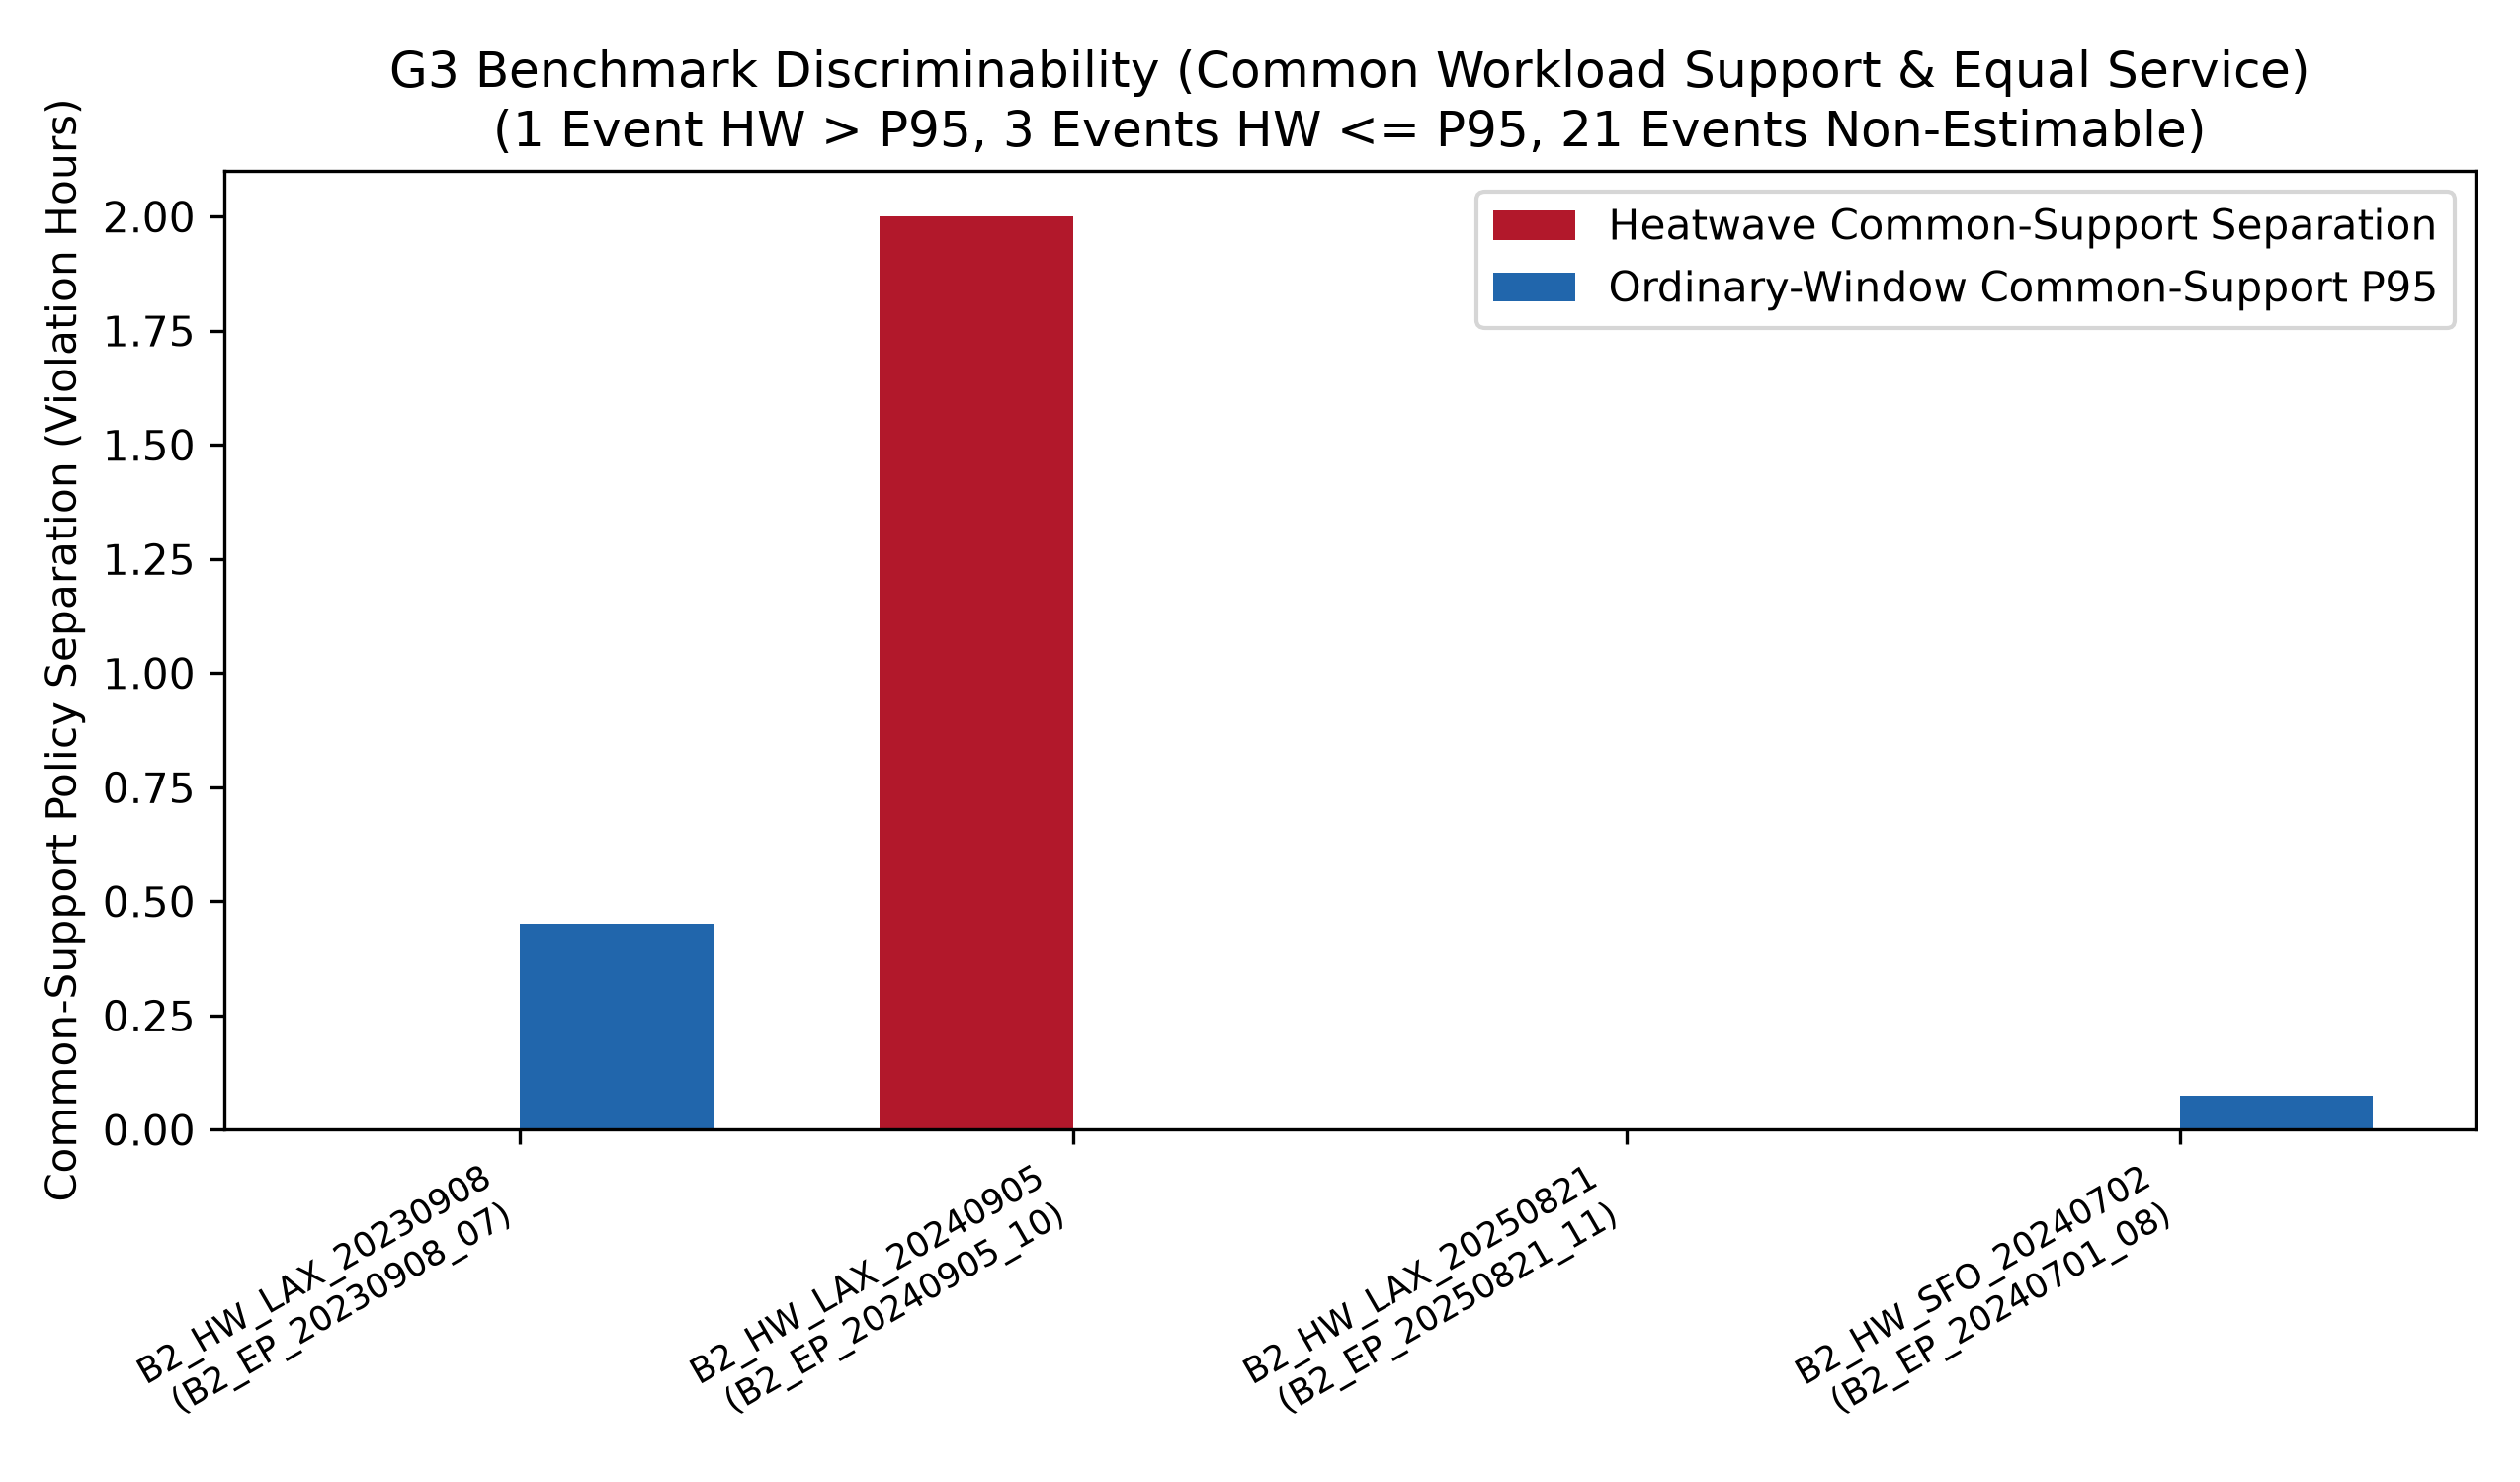 G3 Benchmark Discriminability (Common Workload Support & Equal Service)
(1 Event HW > P95, 3 Events HW <= P95, 21 Events Non-Estimable)
Common-Support Policy Separation (Violation Hours)
2.00
1.75
1.50
1.25
1.00
0.75
0.50
0.25
0.00
Heatwave Common-Support Separation
Ordinary-Window Common-Support P95
B2_HW_LAX_20230908
(B2_EP_20230908_07)
B2_HW_LAX_20240905
(B2_EP_20240905_10)
B2_HW_LAX_20250821
(B2_EP_20250821_11)
B2_HW_SFO_20240702
(B2_EP_20240701_08)